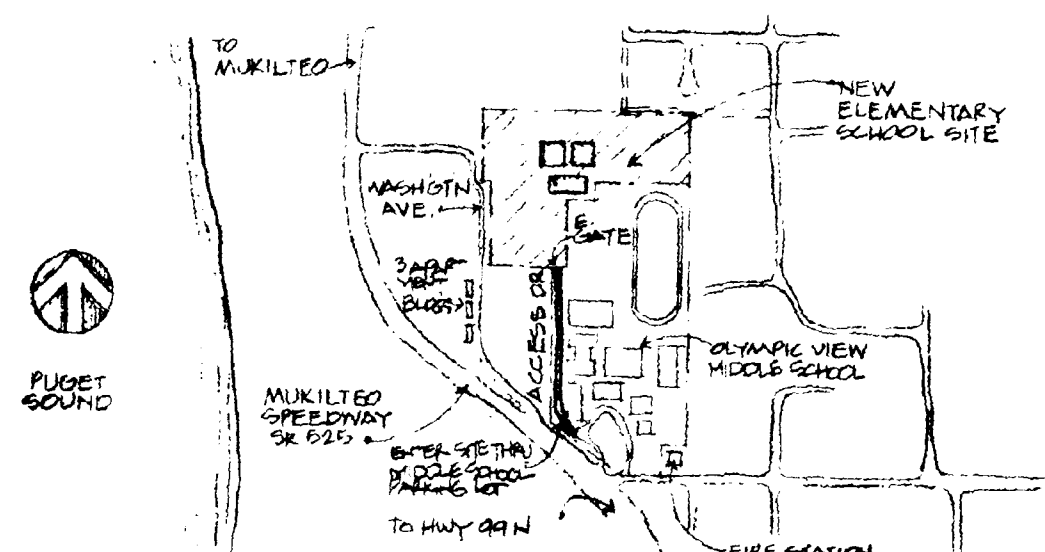 TO
MUKILTEO
NEW
ELEMENTARY
SCHOOL SITE
WASHGTN
AVE.
E
GATE
3 APART-
MENT
BLDGS
ACCESS DR
PUGET
SOUND
OLYMPIC VIEW
MIDDLE SCHOOL
MUKILTEO
SPEEDWAY
SR 525
ENTER SITE THRU
MIDDLE SCHOOL
PARKING LOT
TO HWY 99 N
FIRE STATION